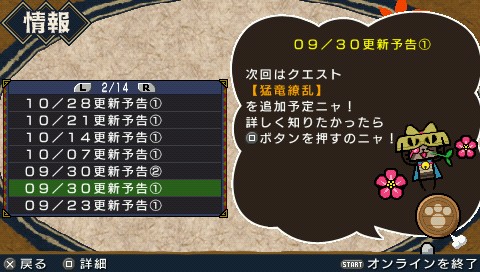 情報
L 2/14 R
10/28更新予告①
10/21更新予告①
10/14更新予告①
10/07更新予告①
09/30更新予告②
09/30更新予告①
09/23更新予告①
09/30更新予告①
次回はクエスト
【猛竜繚乱】
を追加予定ニャ!
詳しく知りたかったら
□ボタンを押すのニャ!
×戻る □詳細
START オンラインを終了